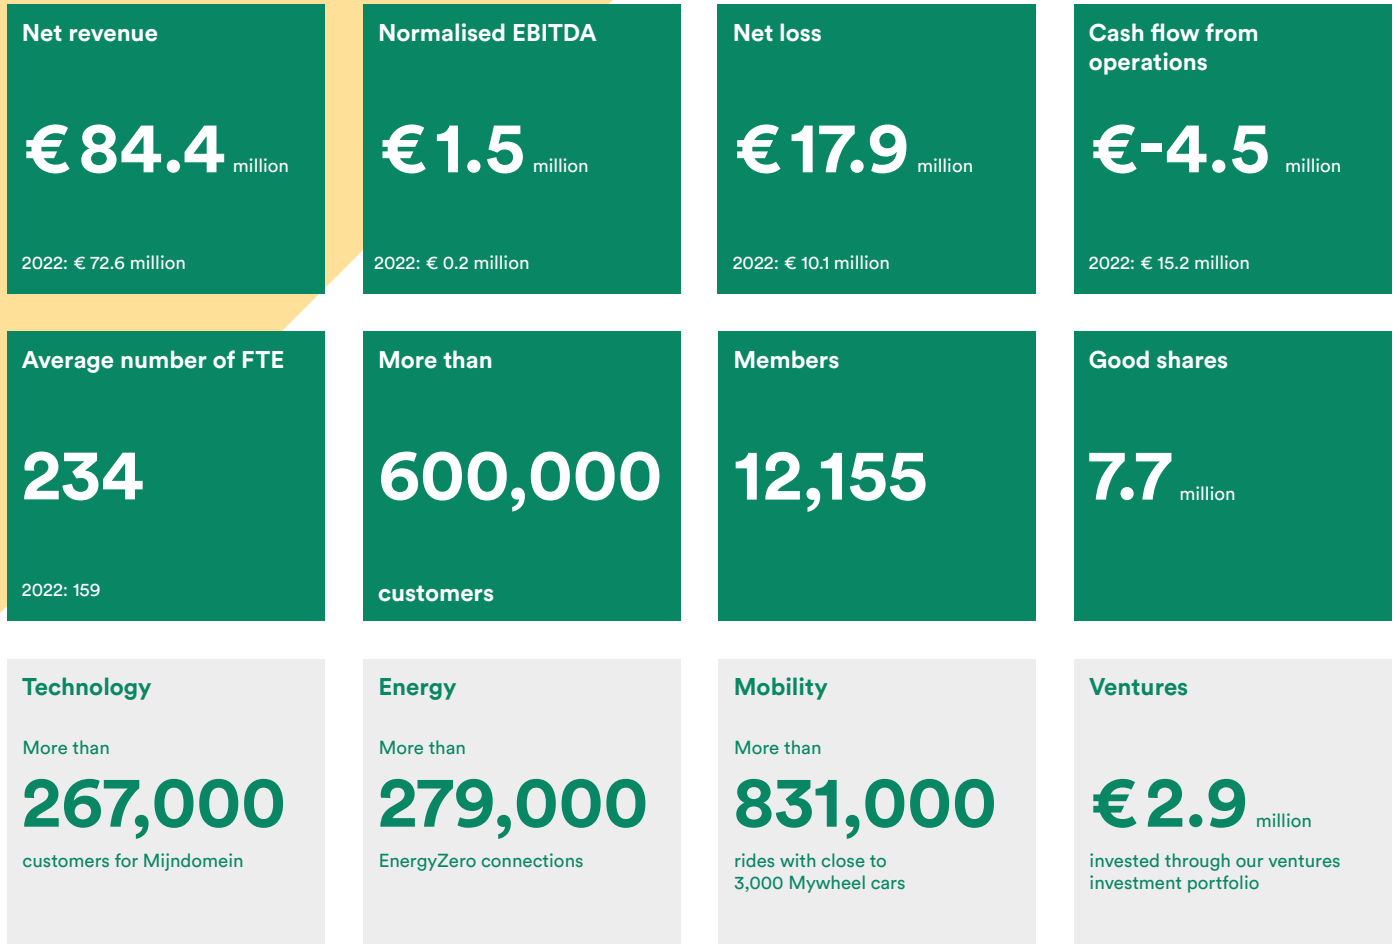 Net revenue
€ 84.4 million
2022: € 72.6 million
Normalised EBITDA
€ 1.5 million
2022: € 0.2 million
Net loss
€ 17.9 million
2022: € 10.1 million
Cash flow from
operations
€-4.5 million
2022: € 15.2 million
Average number of FTE
234
2022: 159
More than
600,000
customers
Members
12,155
Good shares
7.7 million
Technology
More than
267,000
customers for Mijndomein
Energy
More than
279,000
EnergyZero connections
Mobility
More than
831,000
rides with close to
3,000 Mywheel cars
Ventures
€ 2.9 million
invested through our ventures
investment portfolio